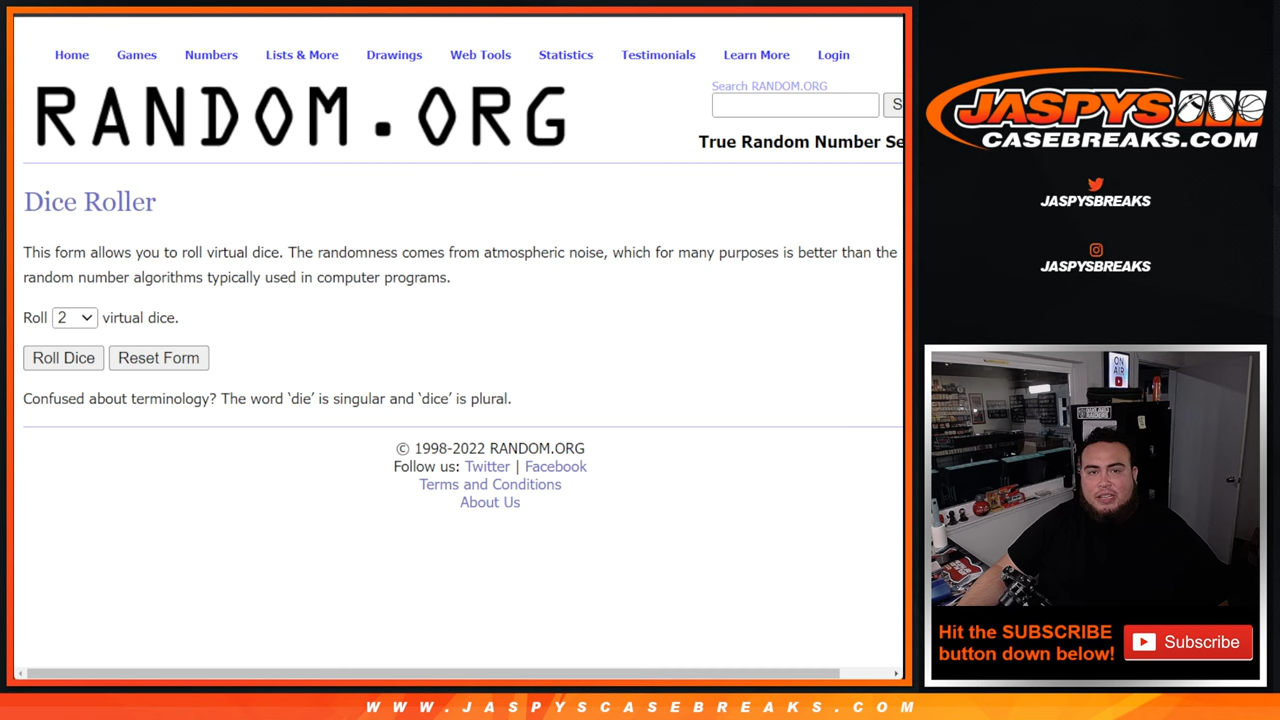 Home Games Numbers Lists & More Drawings Web Tools Statistics Testimonials Learn More Login
RANDOM.ORG
Search RANDOM.ORG
S
True Random Number Se
Dice Roller
This form allows you to roll virtual dice. The randomness comes from atmospheric noise, which for many purposes is better than the
random number algorithms typically used in computer programs.
Roll 2 virtual dice.
Roll Dice Reset Form
Confused about terminology? The word ‘die’ is singular and ‘dice’ is plural.
© 1998-2022 RANDOM.ORG
Follow us: Twitter | Facebook
Terms and Conditions
About Us
JASPYS
CASEBREAKS.COM
JASPYSBREAKS
JASPYSBREAKS
ON
AIR
OAKLAND
RAIDERS
Hit the SUBSCRIBE
button down below!
Subscribe
WWW.JASPYSCASEBREAKS.COM